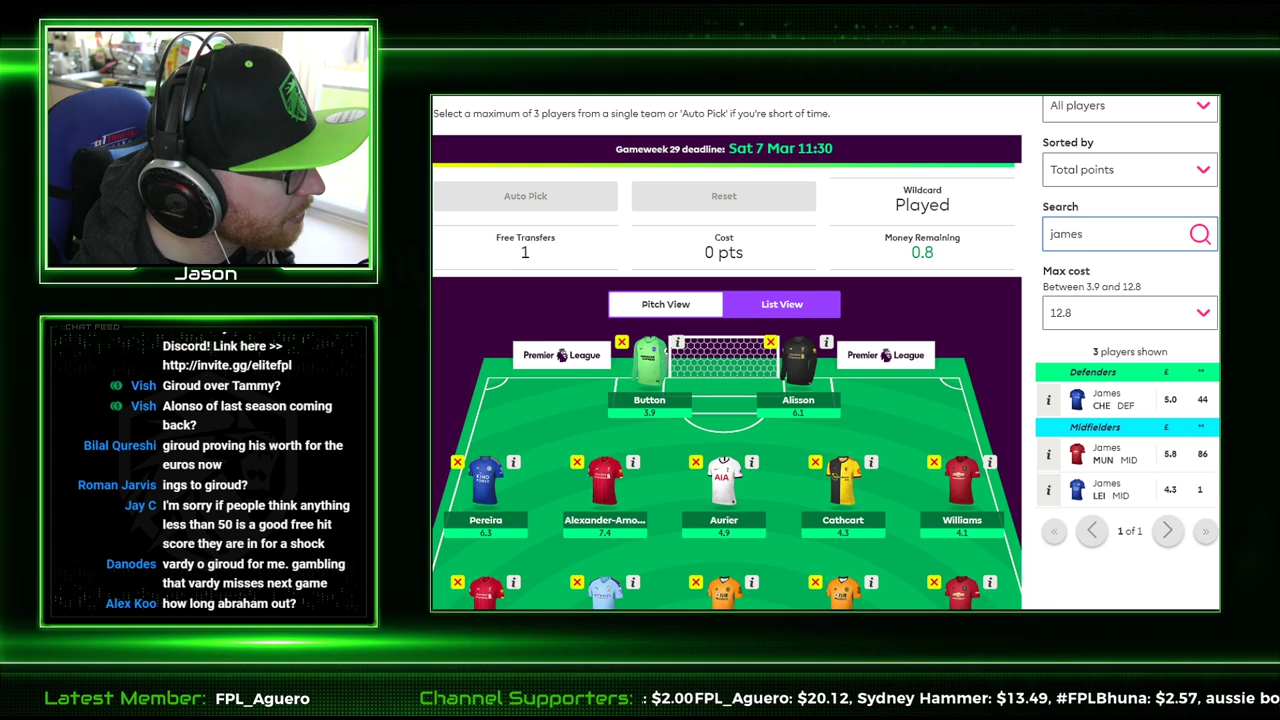 Jason
::CHAT FEED
Discord! Link here >>
http://invite.gg/elitefpl
Vish Giroud over Tammy?
Vish Alonso of last season coming
back?
Bilal Qureshi giroud proving his worth for the
euros now
Roman Jarvis ings to giroud?
Jay C I'm sorry if people think anything
less than 50 is a good free hit
score they are in for a shock
Danodes vardy o giroud for me. gambling
that vardy misses next game
Alex Koo how long abraham out?
Select a maximum of 3 players from a single team or 'Auto Pick' if you're short of time.
Gameweek 29 deadline: Sat 7 Mar 11:30
Auto Pick
Reset
Wildcard
Played
Free Transfers
1
Cost
0 pts
Money Remaining
0.8
Pitch View
List View
Premier League
Premier League
Button
3.9
Alisson
6.1
KING POWER
AIA
Pereira
6.3
Alexander-Arno...
7.4
Aurier
4.9
Cathcart
4.3
Williams
4.1
All players
Sorted by
Total points
Search
james
Max cost
Between 3.9 and 12.8
12.8
3 players shown
Defenders £ **
James
CHE DEF
5.0 44
Midfielders £ **
James
MUN MID
5.8 86
James
LEI MID
4.3 1
1 of 1
Latest Member: FPL_Aguero
Channel Supporters: : $2.00FPL_Aguero: $20.12, Sydney Hammer: $13.49, #FPLBhuna: $2.57, aussie bo